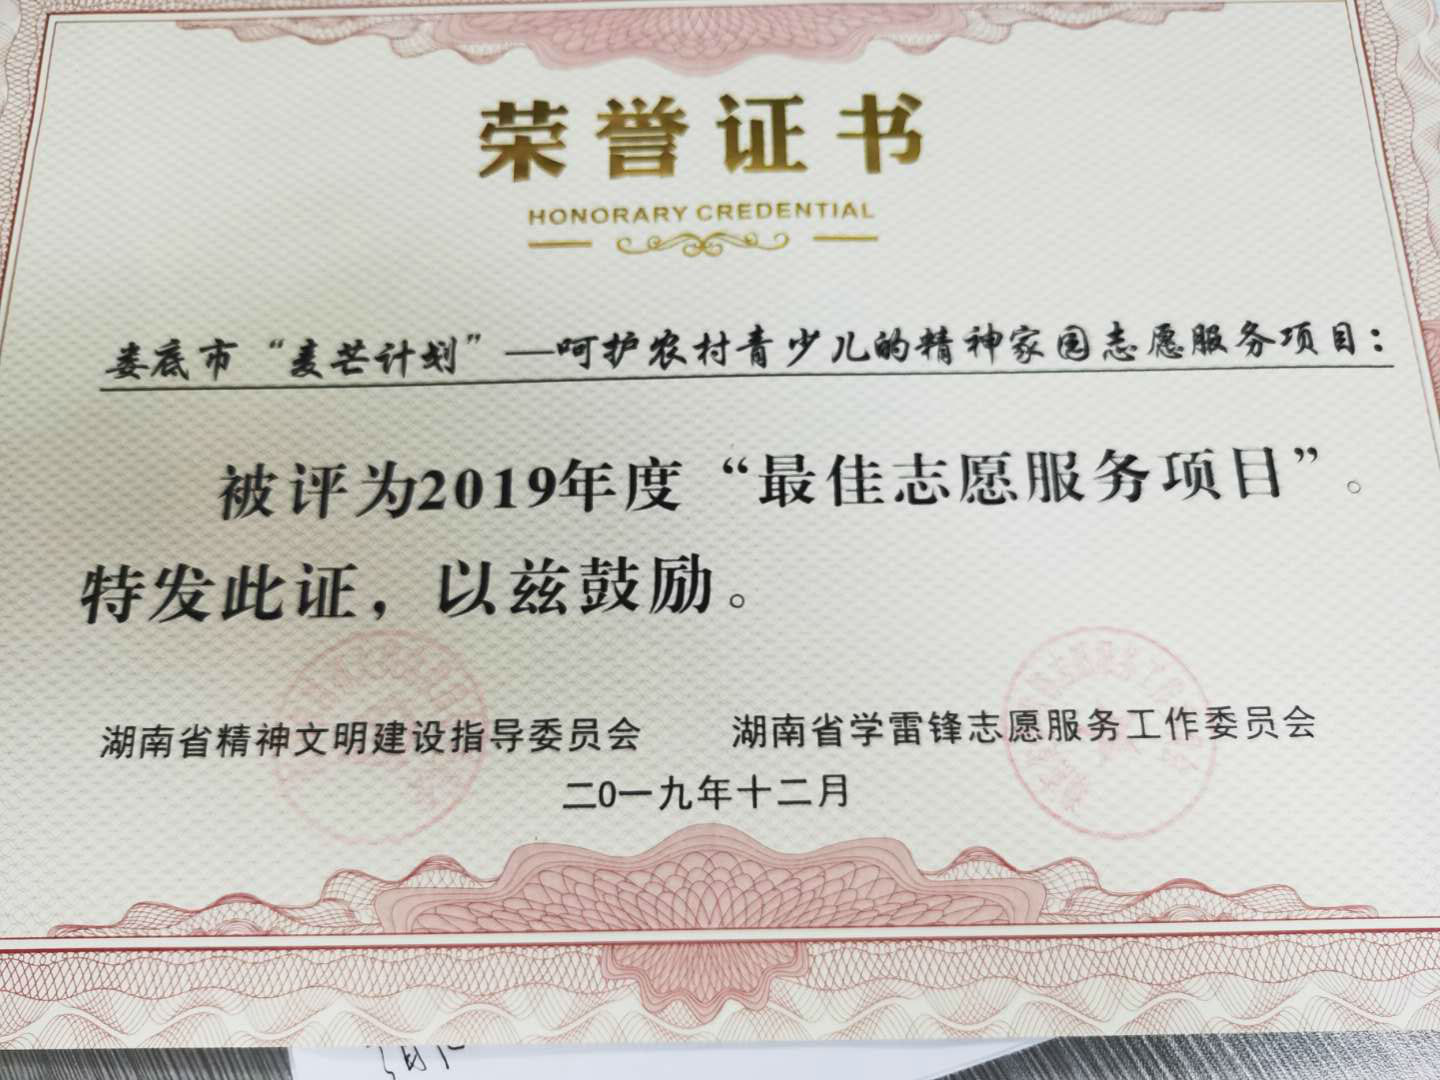 荣誉证书
HONORARY CREDENTIAL
娄底市“麦芒计划”—呵护农村青少儿的精神家园志愿服务项目：
被评为2019年度“最佳志愿服务项目”。
特发此证，以兹鼓励。
湖南省精神文明建设指导委员会 湖南省学雷锋志愿服务工作委员会
二0一九年十二月